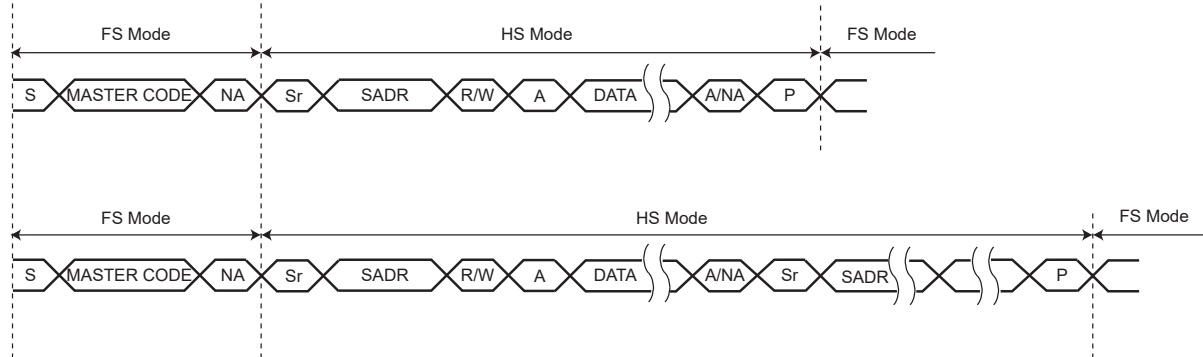 FS Mode HS Mode FS Mode
S MASTER CODE NA Sr SADR R/W A DATA A/NA P
FS Mode HS Mode FS Mode
S MASTER CODE NA Sr SADR R/W A DATA A/NA Sr SADR P